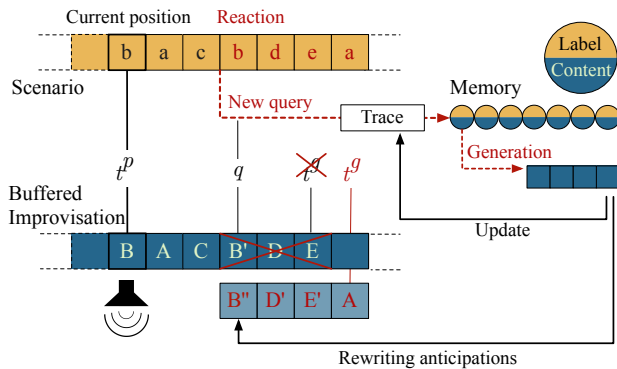 Current position
Reaction
b a c b d e a
Scenario
Label
Content
Memory
New query
Trace
Generation
t^p
q
t^g
t^g
Buffered
Improvisation
Update
B A C B' D E
B'' D' E' A
Rewriting anticipations